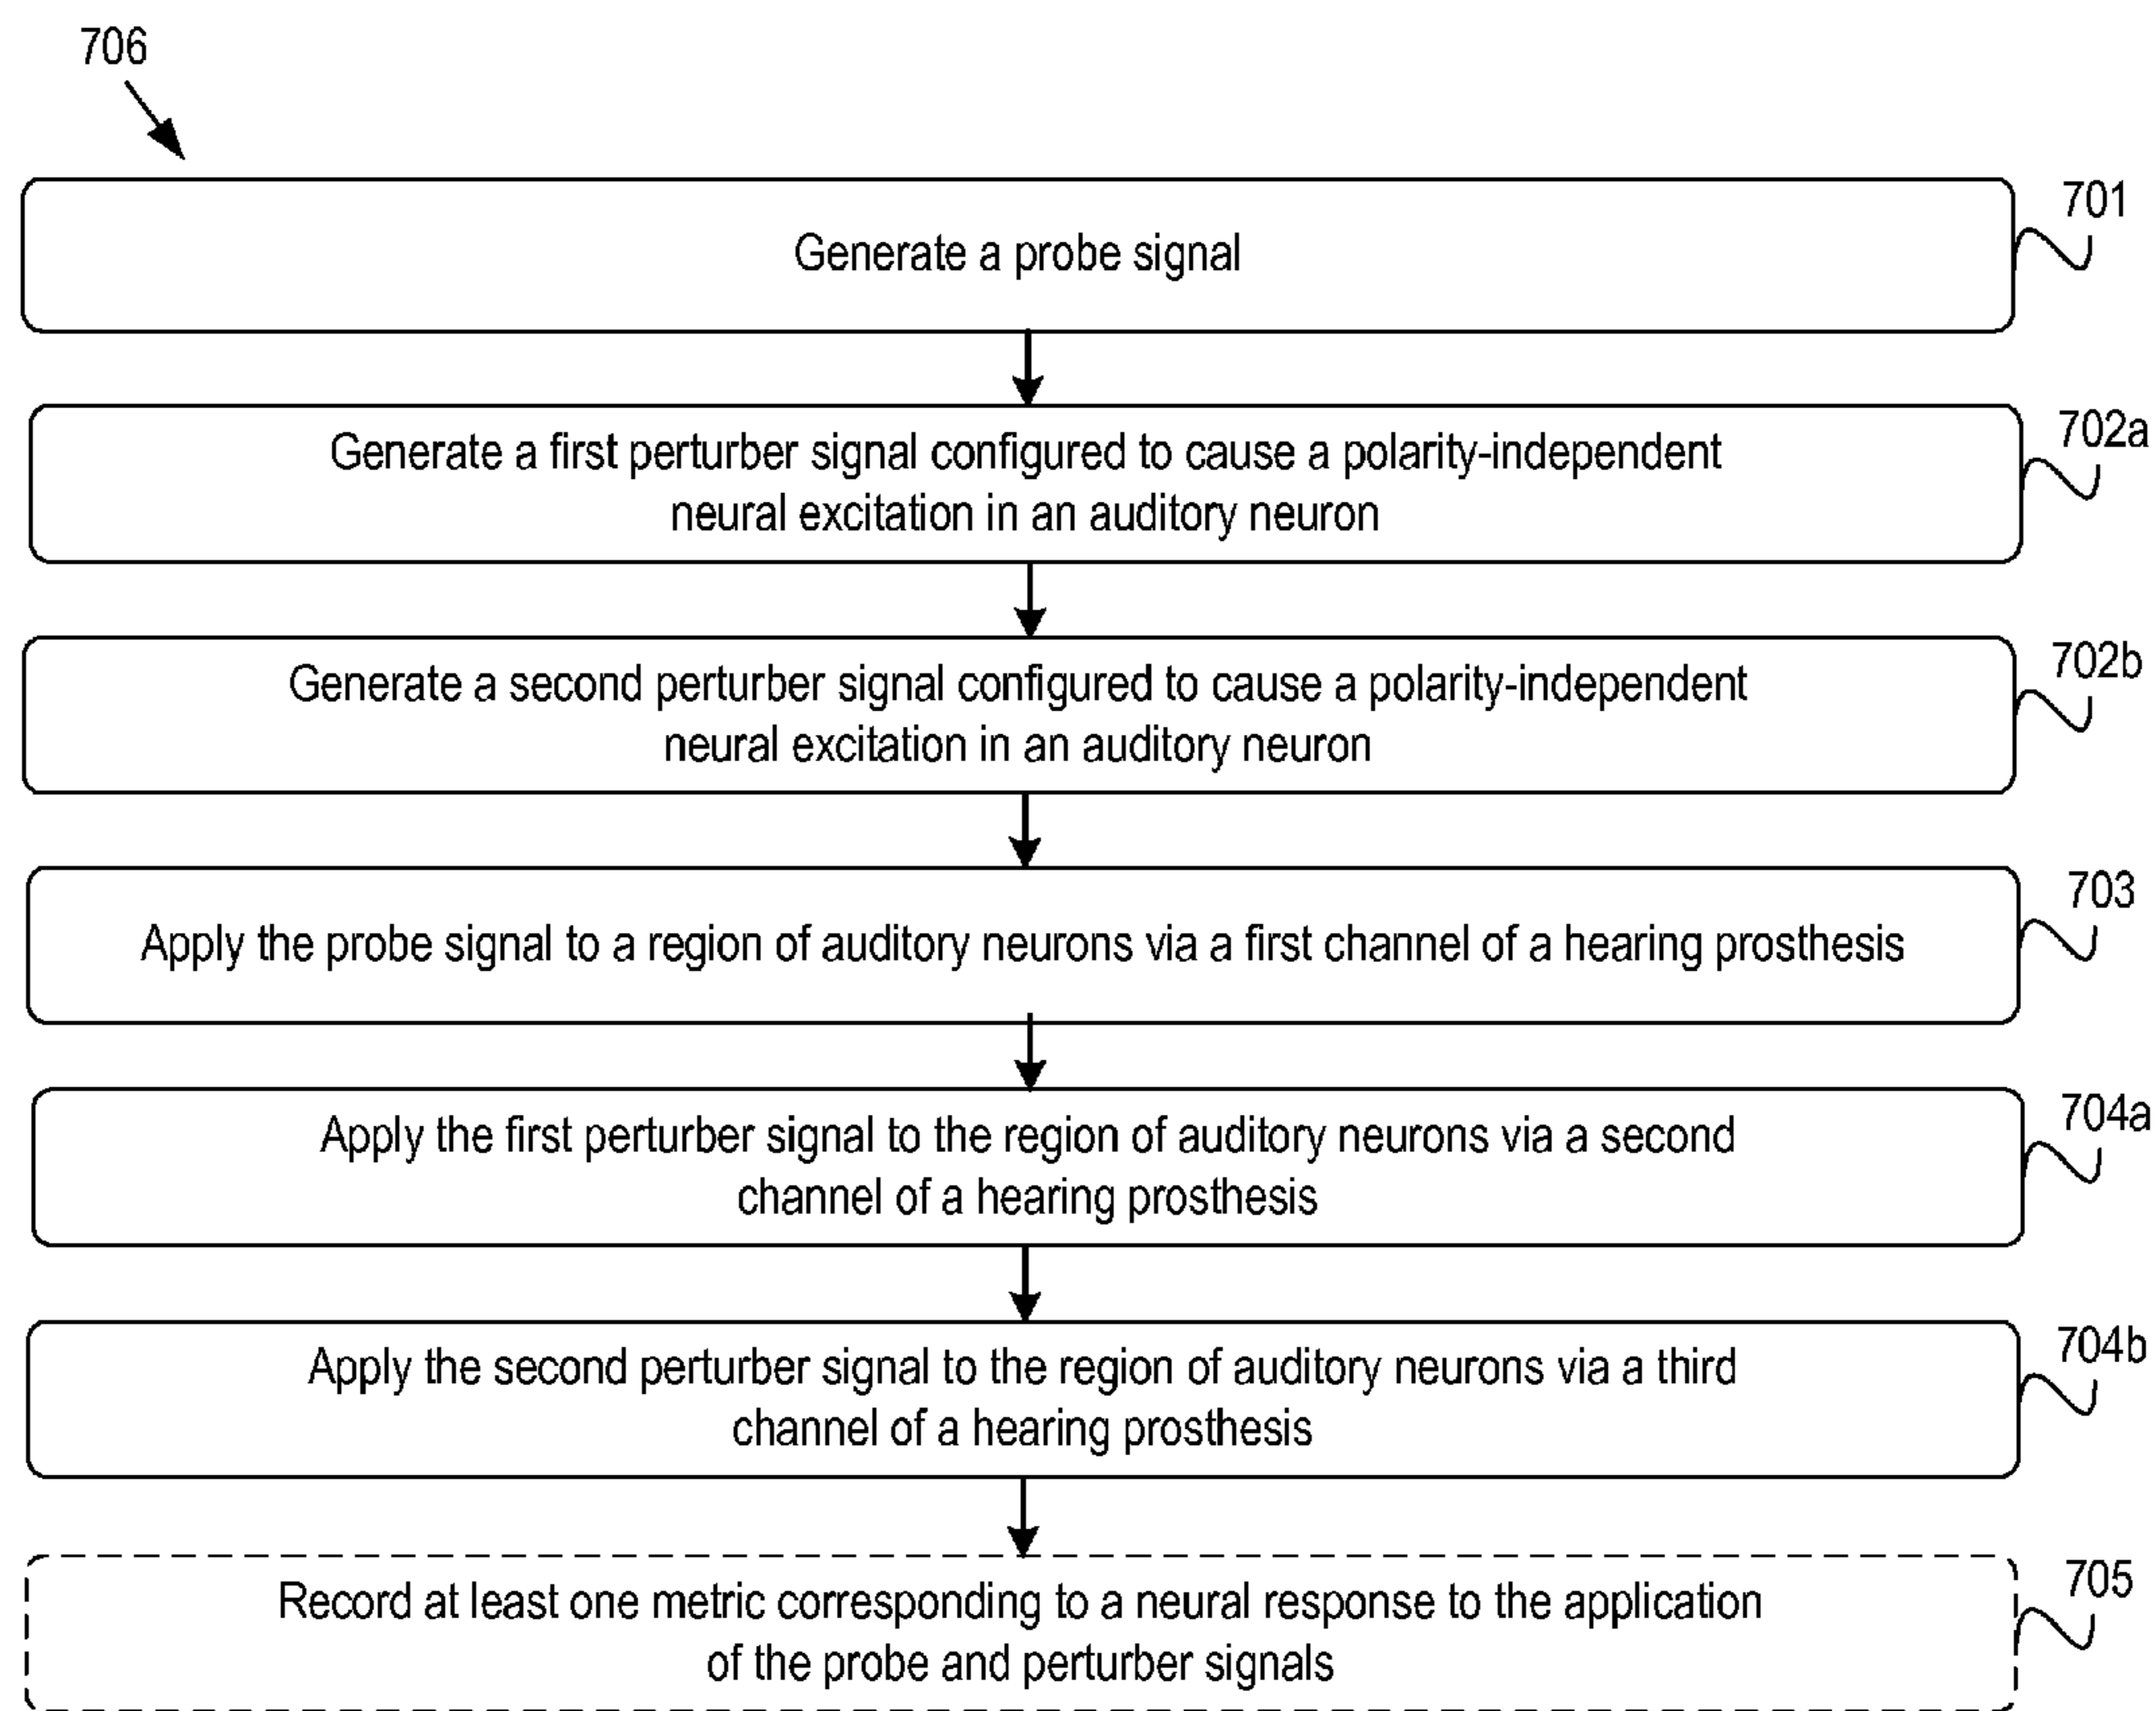 706
701
Generate a probe signal
702a
Generate a first perturber signal configured to cause a polarity-independent
neural excitation in an auditory neuron
702b
Generate a second perturber signal configured to cause a polarity-independent
neural excitation in an auditory neuron
703
Apply the probe signal to a region of auditory neurons via a first channel of a hearing prosthesis
704a
Apply the first perturber signal to the region of auditory neurons via a second
channel of a hearing prosthesis
704b
Apply the second perturber signal to the region of auditory neurons via a third
channel of a hearing prosthesis
705
Record at least one metric corresponding to a neural response to the application
of the probe and perturber signals